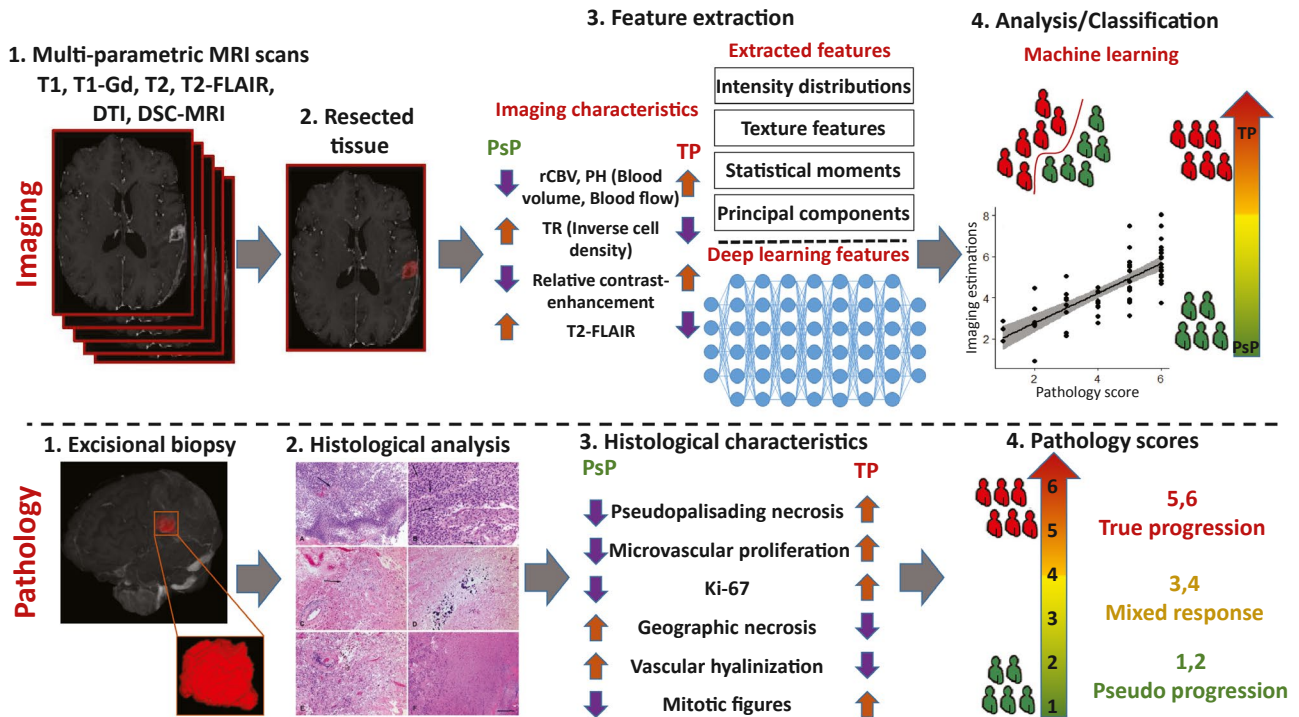 Imaging
1. Multi-parametric MRI scans
T1, T1-Gd, T2, T2-FLAIR,
DTI, DSC-MRI
2. Resected
tissue
3. Feature extraction
Imaging characteristics
PsP
TP
rCBV, PH (Blood
volume, Blood flow)
TR (Inverse cell
density)
Relative contrast-
enhancement
T2-FLAIR
Extracted features
Intensity distributions
Texture features
Statistical moments
Principal components
Deep learning features
4. Analysis/Classification
Machine learning
TP
PsP
Imaging estimations
8
6
4
2
2
4
6
Pathology score
Pathology
1. Excisional biopsy
2. Histological analysis
A
B
C
D
E
F
3. Histological characteristics
PsP
TP
Pseudopalisading necrosis
Microvascular proliferation
Ki-67
Geographic necrosis
Vascular hyalinization
Mitotic figures
4. Pathology scores
6
5
4
3
2
1
5,6
True progression
3,4
Mixed response
1,2
Pseudo progression